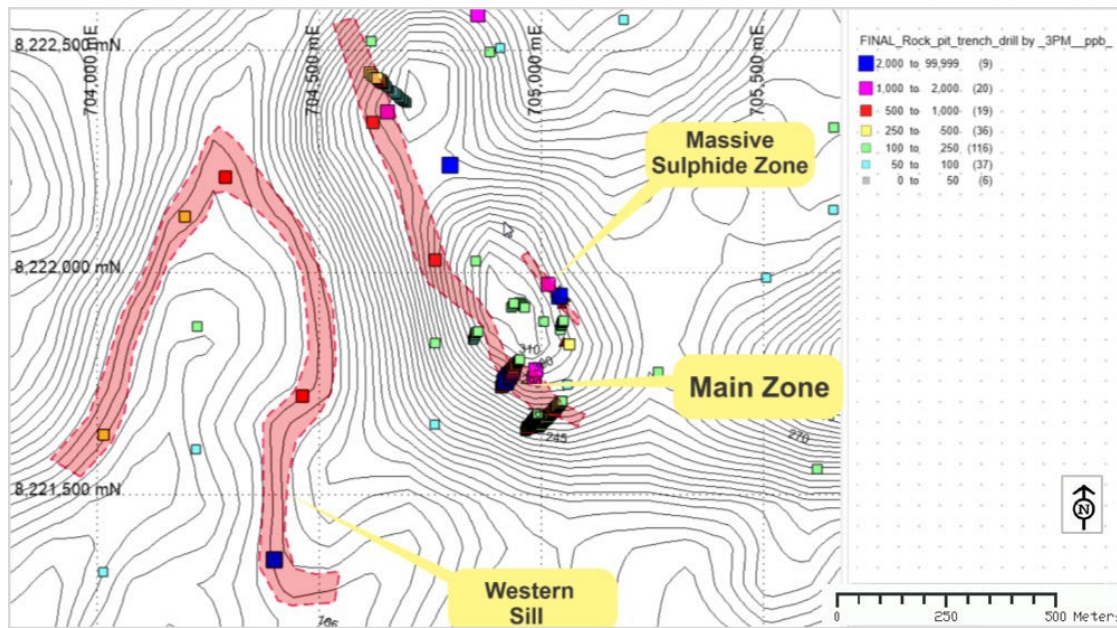 8,222,500 mN
704,000 mE
704,500 mE
705,000 mE
705,500 mE
FINAL_Rock_pit_trench_drill by _3PM__ppb_
2,000 to 99,999 (9)
1,000 to 2,000 (20)
500 to 1,000 (19)
250 to 500 (36)
100 to 250 (116)
50 to 100 (37)
0 to 50 (6)
Massive
Sulphide Zone
8,222,000 mN
310
Main Zone
245
270
8,221,500 mN
N
Western
Sill
0 250 500 Meters